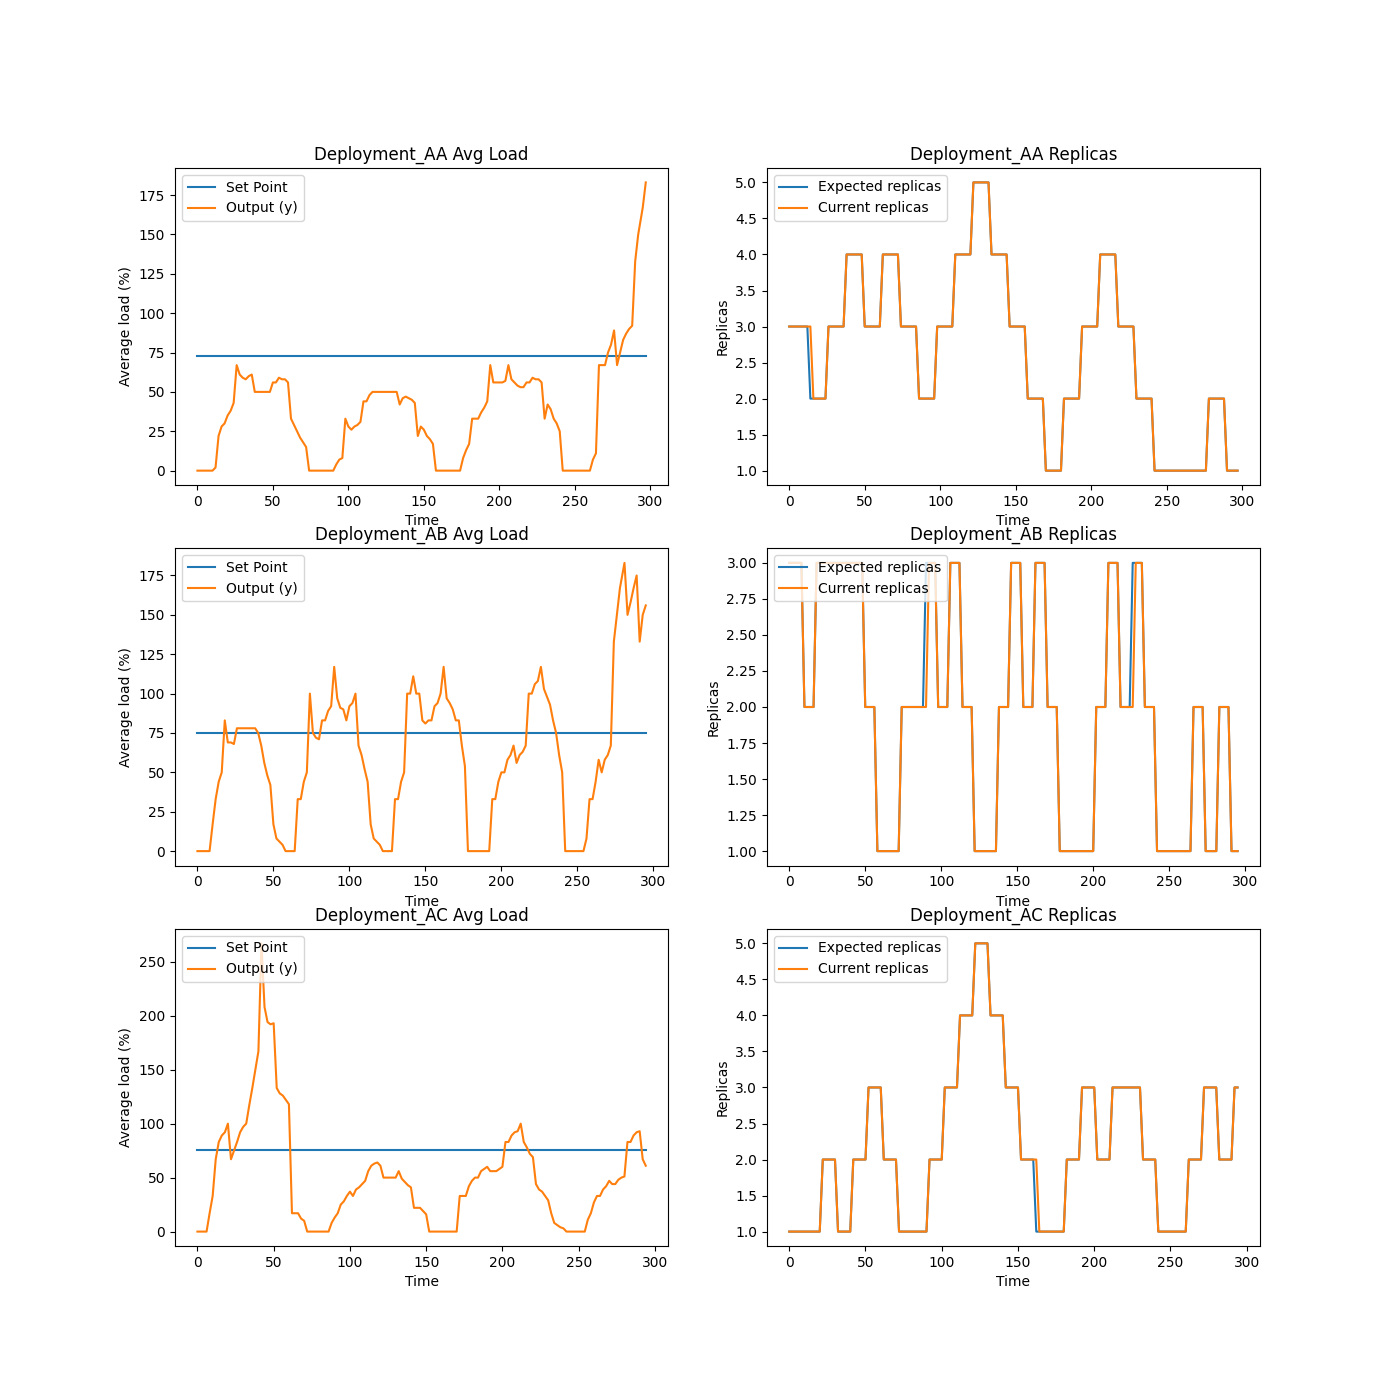 Deployment_AA Avg Load
Set Point
Output (y)
Average load (%)
175
150
125
100
75
50
25
0
0 50 100 150 200 250 300
Time
Deployment_AA Replicas
Expected replicas
Current replicas
Replicas
5.0
4.5
4.0
3.5
3.0
2.5
2.0
1.5
1.0
0 50 100 150 200 250 300
Time
Deployment_AB Avg Load
Set Point
Output (y)
Average load (%)
175
150
125
100
75
50
25
0
0 50 100 150 200 250 300
Time
Deployment_AB Replicas
Expected replicas
Current replicas
Replicas
3.00
2.75
2.50
2.25
2.00
1.75
1.50
1.25
1.00
0 50 100 150 200 250 300
Time
Deployment_AC Avg Load
Set Point
Output (y)
Average load (%)
250
200
150
100
50
0
0 50 100 150 200 250 300
Time
Deployment_AC Replicas
Expected replicas
Current replicas
Replicas
5.0
4.5
4.0
3.5
3.0
2.5
2.0
1.5
1.0
0 50 100 150 200 250 300
Time